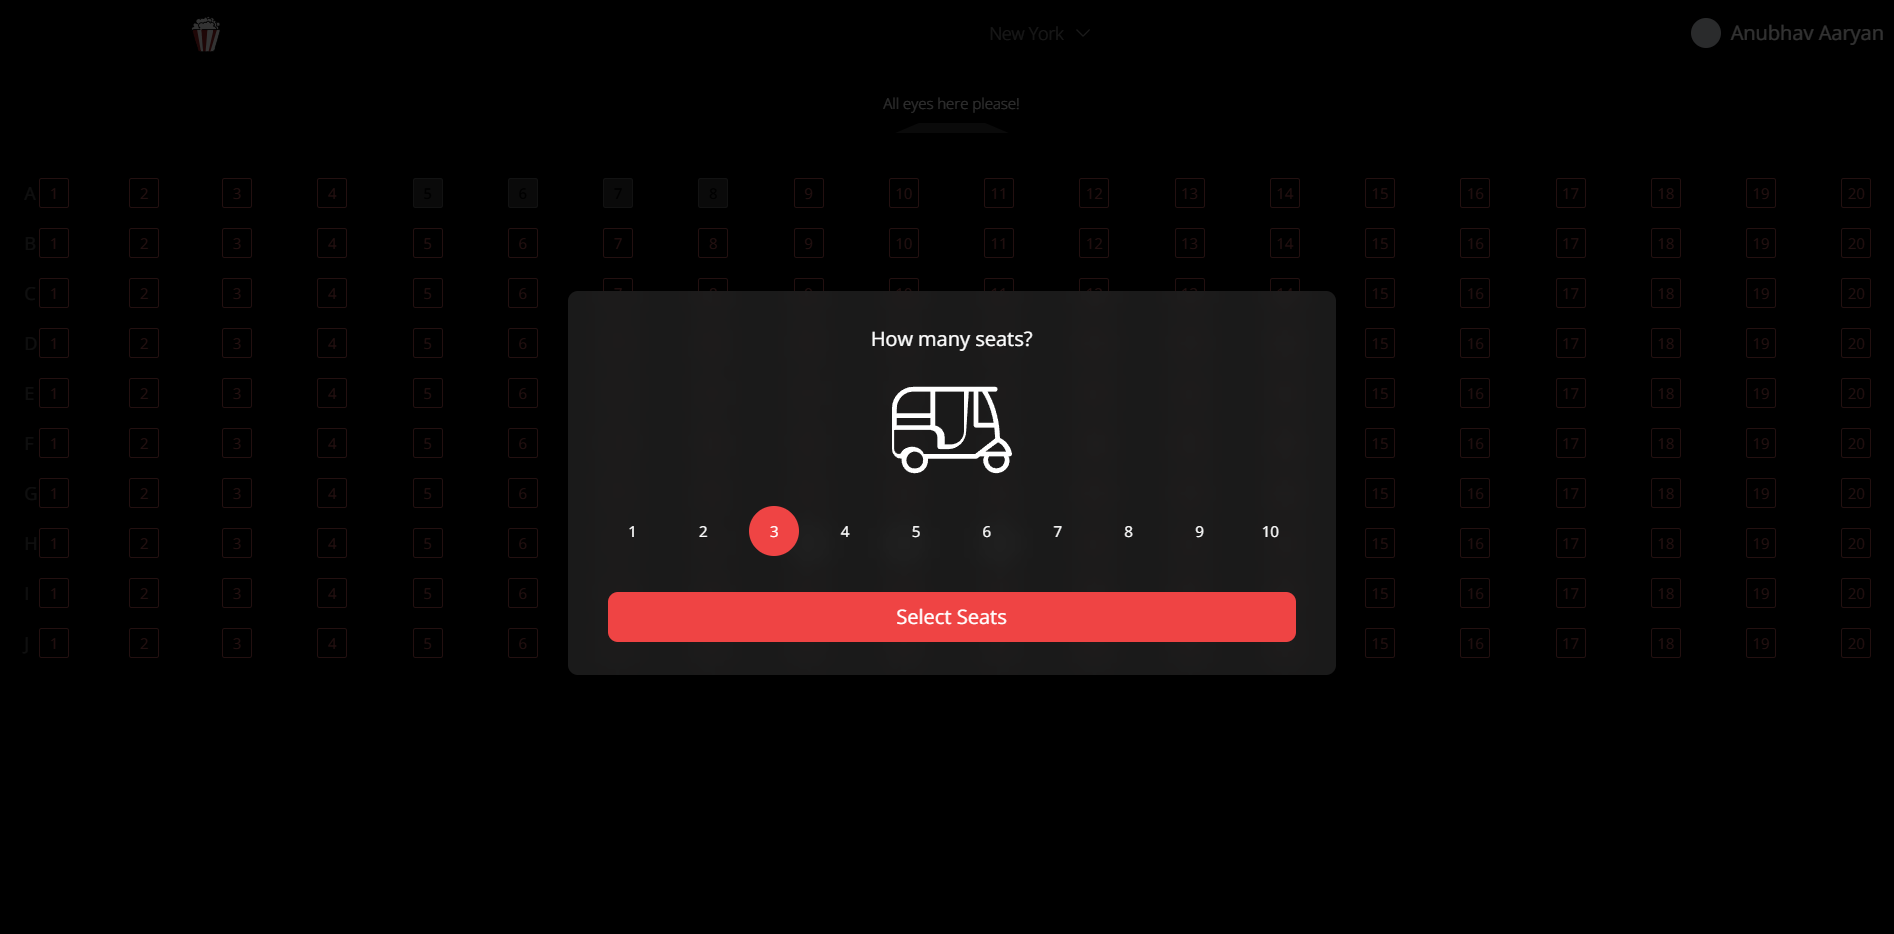 New York
Anubhav Aaryan
All eyes here please!
A 1 2 3 4 5 6 7 8 9 10 11 12 13 14 15 16 17 18 19 20
B 1 2 3 4 5 6 7 8 9 10 11 12 13 14 15 16 17 18 19 20
C 1 2 3 4 5 6 7 8 9 10 11 12 13 14 15 16 17 18 19 20
How many seats?
D 1 2 3 4 5 6 15 16 17 18 19 20
E 1 2 3 4 5 6 15 16 17 18 19 20
F 1 2 3 4 5 6 15 16 17 18 19 20
G 1 2 3 4 5 6 15 16 17 18 19 20
1 2 3 4 5 6 7 8 9 10
H 1 2 3 4 5 6 15 16 17 18 19 20
I 1 2 3 4 5 6 15 16 17 18 19 20
Select Seats
J 1 2 3 4 5 6 15 16 17 18 19 20